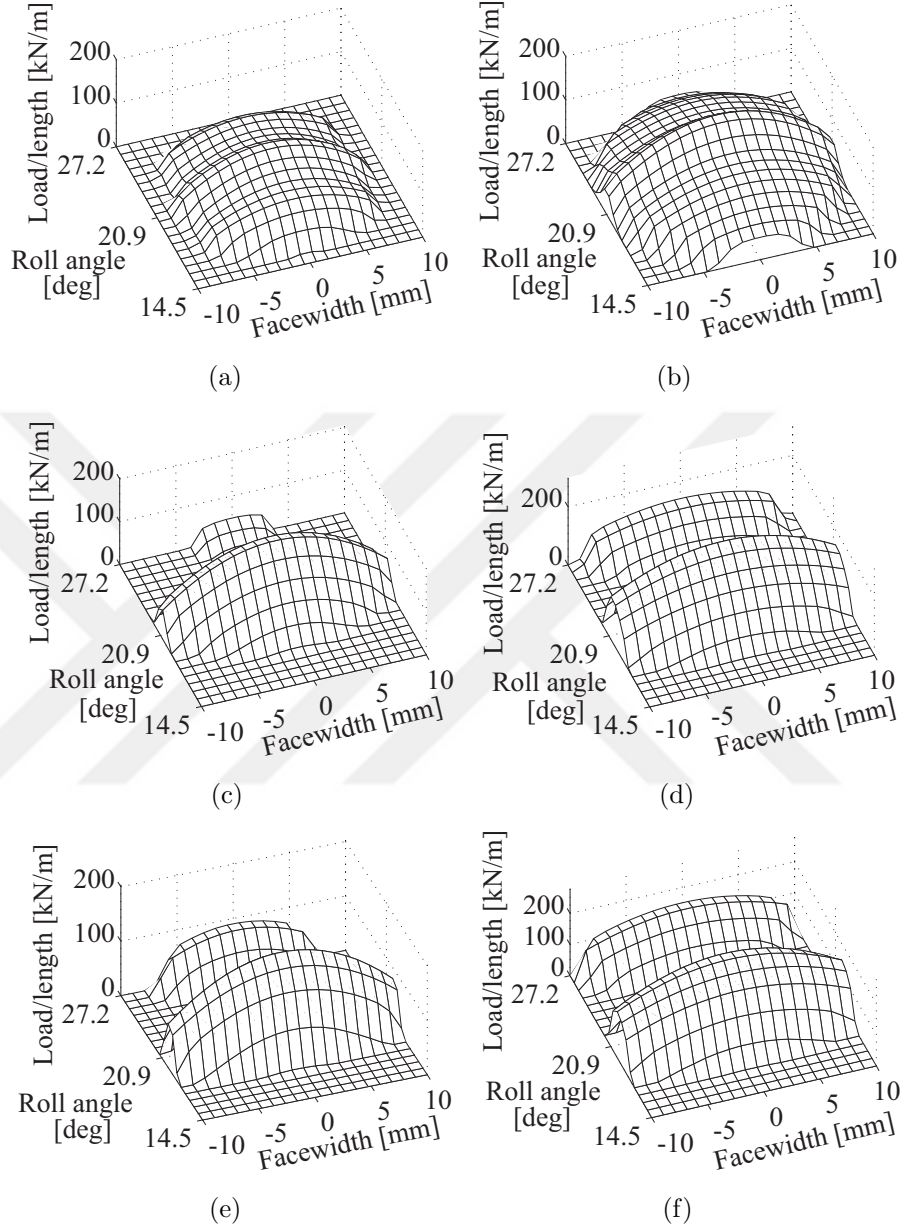 Load/length [kN/m]
200
100
0
27.2
20.9
Roll angle
[deg]
14.5
-10
-5
0
5
10
Facewidth [mm]
(a)
Load/length [kN/m]
200
100
0
27.2
20.9
Roll angle
[deg]
14.5
-10
-5
0
5
10
Facewidth [mm]
(b)
Load/length [kN/m]
200
100
0
27.2
20.9
Roll angle
[deg]
14.5
-10
-5
0
5
10
Facewidth [mm]
(c)
Load/length [kN/m]
200
0
27.2
20.9
Roll angle
[deg]
14.5
-10
-5
0
5
10
Facewidth [mm]
(d)
Load/length [kN/m]
200
100
0
27.2
20.9
Roll angle
[deg]
14.5
-10
-5
0
5
10
Facewidth [mm]
(e)
Load/length [kN/m]
200
100
0
27.2
20.9
Roll angle
[deg]
14.5
-10
-5
0
5
10
Facewidth [mm]
(f)